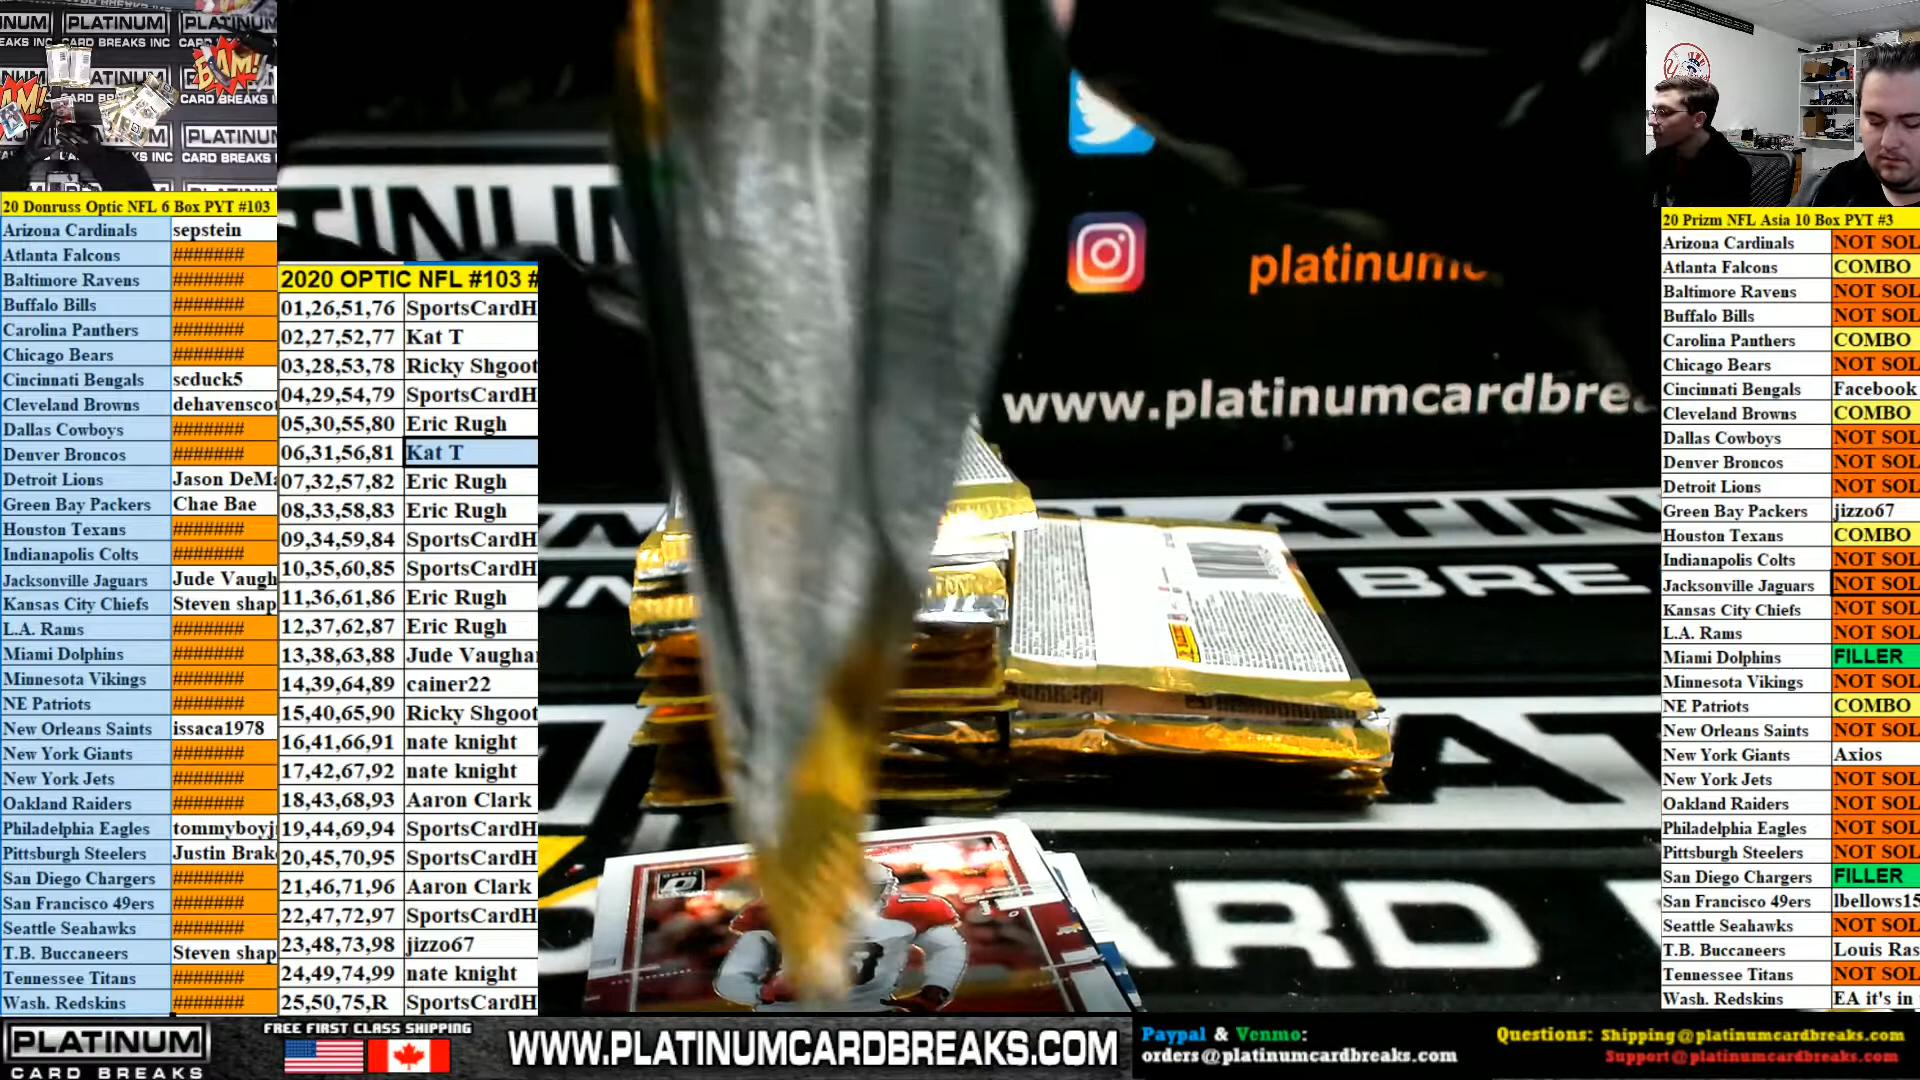 20 Donruss Optic NFL 6 Box PYT #103
Arizona Cardinals sepstein
Atlanta Falcons #######
Baltimore Ravens #######
Buffalo Bills #######
Carolina Panthers #######
Chicago Bears #######
Cincinnati Bengals scduck5
Cleveland Browns dehavenscot
Dallas Cowboys #######
Denver Broncos #######
Detroit Lions Jason DeMa
Green Bay Packers Chae Bae
Houston Texans #######
Indianapolis Colts #######
Jacksonville Jaguars Jude Vaugh
Kansas City Chiefs Steven shap
L.A. Rams #######
Miami Dolphins #######
Minnesota Vikings #######
NE Patriots #######
New Orleans Saints issaca1978
New York Giants #######
New York Jets #######
Oakland Raiders #######
Philadelphia Eagles tommyboyj
Pittsburgh Steelers Justin Brak
San Diego Chargers #######
San Francisco 49ers #######
Seattle Seahawks #######
T.B. Buccaneers Steven shap
Tennessee Titans #######
Wash. Redskins #######
2020 OPTIC NFL #103 #
01,26,51,76 SportsCardH
02,27,52,77 Kat T
03,28,53,78 Ricky Shgoot
04,29,54,79 SportsCardH
05,30,55,80 Eric Rugh
06,31,56,81 Kat T
07,32,57,82 Eric Rugh
08,33,58,83 Eric Rugh
09,34,59,84 SportsCardH
10,35,60,85 SportsCardH
11,36,61,86 Eric Rugh
12,37,62,87 Eric Rugh
13,38,63,88 Jude Vaughan
14,39,64,89 cainer22
15,40,65,90 Ricky Shgoot
16,41,66,91 nate knight
17,42,67,92 nate knight
18,43,68,93 Aaron Clark
19,44,69,94 SportsCardH
20,45,70,95 SportsCardH
21,46,71,96 Aaron Clark
22,47,72,97 SportsCardH
23,48,73,98 jizzo67
24,49,74,99 nate knight
25,50,75,R SportsCardH
platinum
www.platinumcardbre
PLATINUM
CARD BREAKS INC
BAM!
OPTIC
20 Prizm NFL Asia 10 Box PYT #3
Arizona Cardinals NOT SOL
Atlanta Falcons COMBO
Baltimore Ravens NOT SOL
Buffalo Bills NOT SOL
Carolina Panthers COMBO
Chicago Bears NOT SOL
Cincinnati Bengals Facebook
Cleveland Browns COMBO
Dallas Cowboys NOT SOL
Denver Broncos NOT SOL
Detroit Lions NOT SOL
Green Bay Packers jizzo67
Houston Texans COMBO
Indianapolis Colts NOT SOL
Jacksonville Jaguars NOT SOL
Kansas City Chiefs NOT SOL
L.A. Rams NOT SOL
Miami Dolphins FILLER
Minnesota Vikings NOT SOL
NE Patriots COMBO
New Orleans Saints NOT SOL
New York Giants Axios
New York Jets NOT SOL
Oakland Raiders NOT SOL
Philadelphia Eagles NOT SOL
Pittsburgh Steelers NOT SOL
San Diego Chargers FILLER
San Francisco 49ers lbellows15
Seattle Seahawks NOT SOL
T.B. Buccaneers Louis Ras
Tennessee Titans NOT SOL
Wash. Redskins EA it's in
PLATINUM
CARD BREAKS
FREE FIRST CLASS SHIPPING
WWW.PLATINUMCARDBREAKS.COM
Paypal & Venmo:
orders@platinumcardbreaks.com
Questions: Shipping@platinumcardbreaks.com
Support@platinumcardbreaks.com